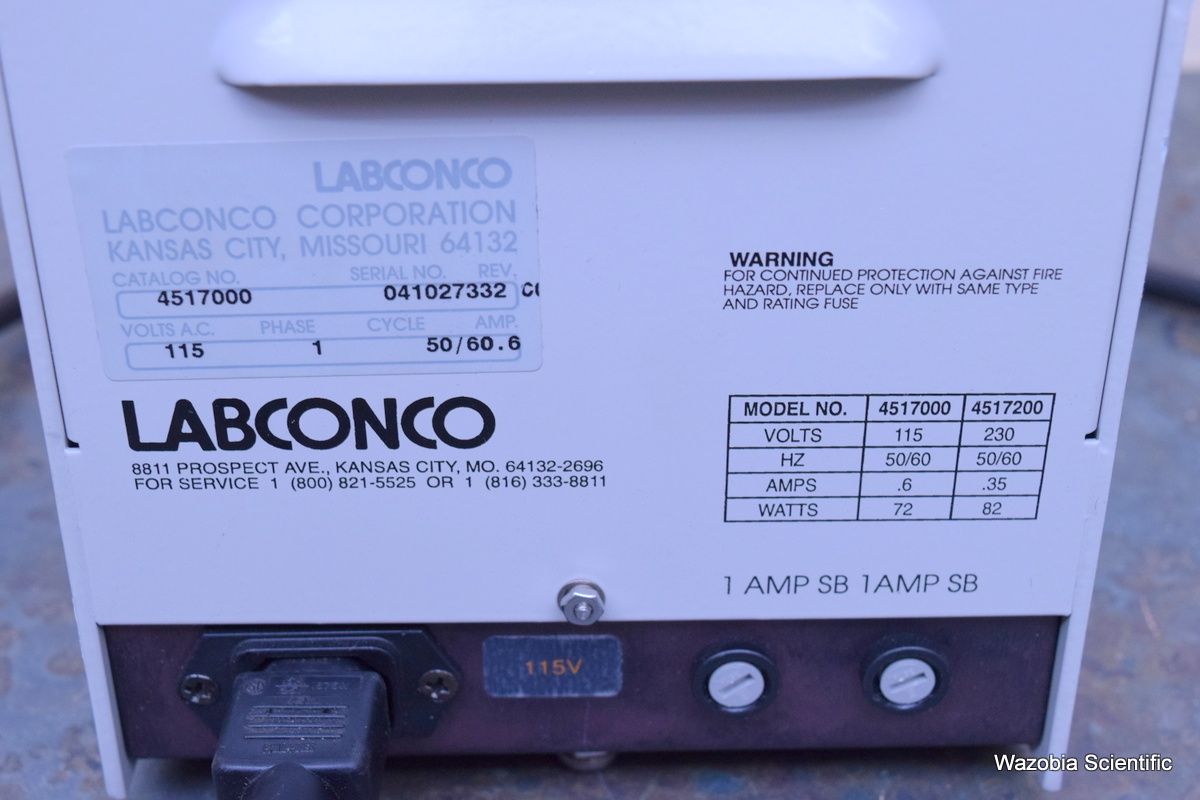 LABCONCO
LABCONCO CORPORATION
KANSAS CITY, MISSOURI 64132
CATALOG NO. SERIAL NO. REV.
4517000 041027332
VOLTS A.C. PHASE CYCLE AMP.
115 1 50/60 .6
LABCONCO
8811 PROSPECT AVE., KANSAS CITY, MO. 64132-2696
FOR SERVICE 1 (800) 821-5525 OR 1 (816) 333-8811
WARNING
FOR CONTINUED PROTECTION AGAINST FIRE
HAZARD, REPLACE ONLY WITH SAME TYPE
AND RATING FUSE
MODEL NO. 4517000 4517200
VOLTS 115 230
HZ 50/60 50/60
AMPS .6 .35
WATTS 72 82
1 AMP SB 1AMP SB
115V
Wazobia Scientific